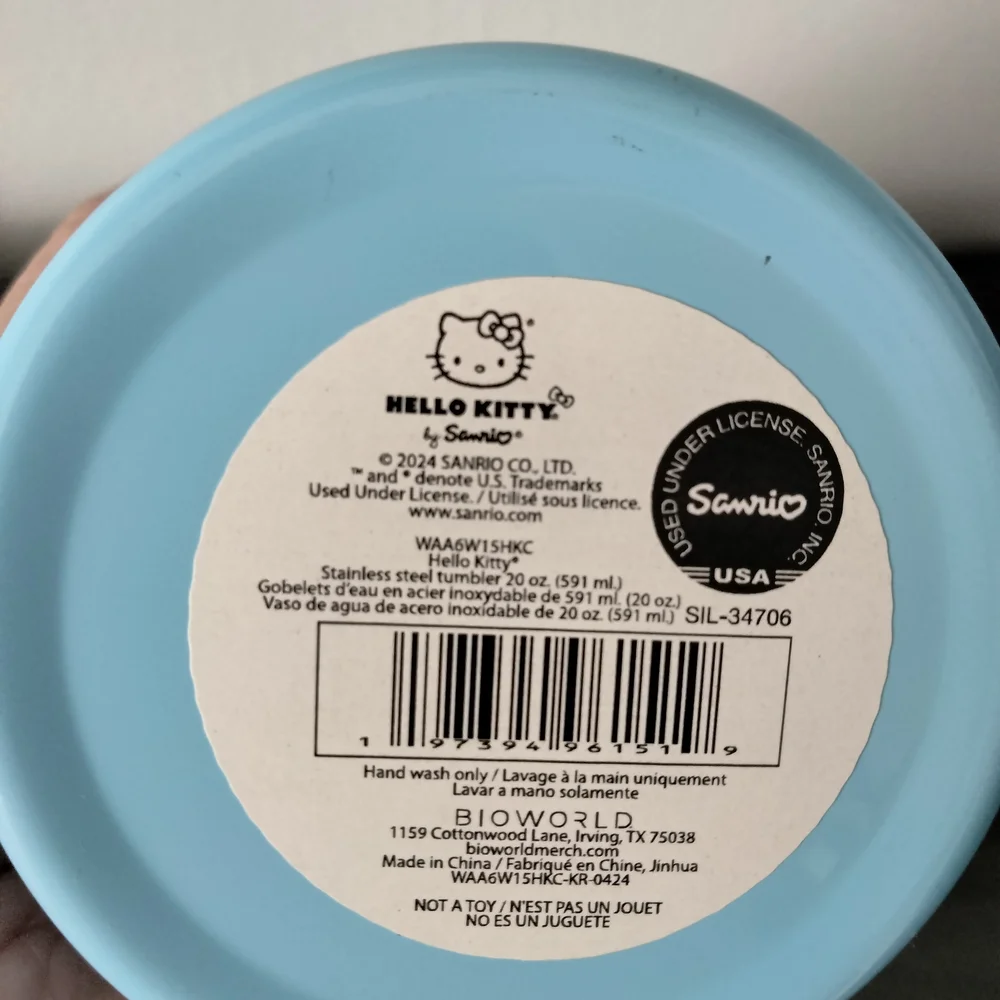 HELLO KITTY®
by Sanrio®
© 2024 SANRIO CO., LTD.
™ and ® denote U.S. Trademarks
Used Under License. / Utilisé sous licence.
www.sanrio.com
USED UNDER LICENSE. SANRIO, INC.
Sanrio
USA
WAA6W15HKC
Hello Kitty®
Stainless steel tumbler 20 oz. (591 ml.)
Gobelets d'eau en acier inoxydable de 591 ml. (20 oz.)
Vaso de agua de acero inoxidable de 20 oz. (591 ml.)
SIL-34706
1 97394 96151 9
Hand wash only / Lavage à la main uniquement
Lavar a mano solamente
BIOWORLD
1159 Cottonwood Lane, Irving, TX 75038
bioworldmerch.com
Made in China / Fabriqué en Chine, Jinhua
WAA6W15HKC-KR-0424
NOT A TOY / N'EST PAS UN JOUET
NO ES UN JUGUETE